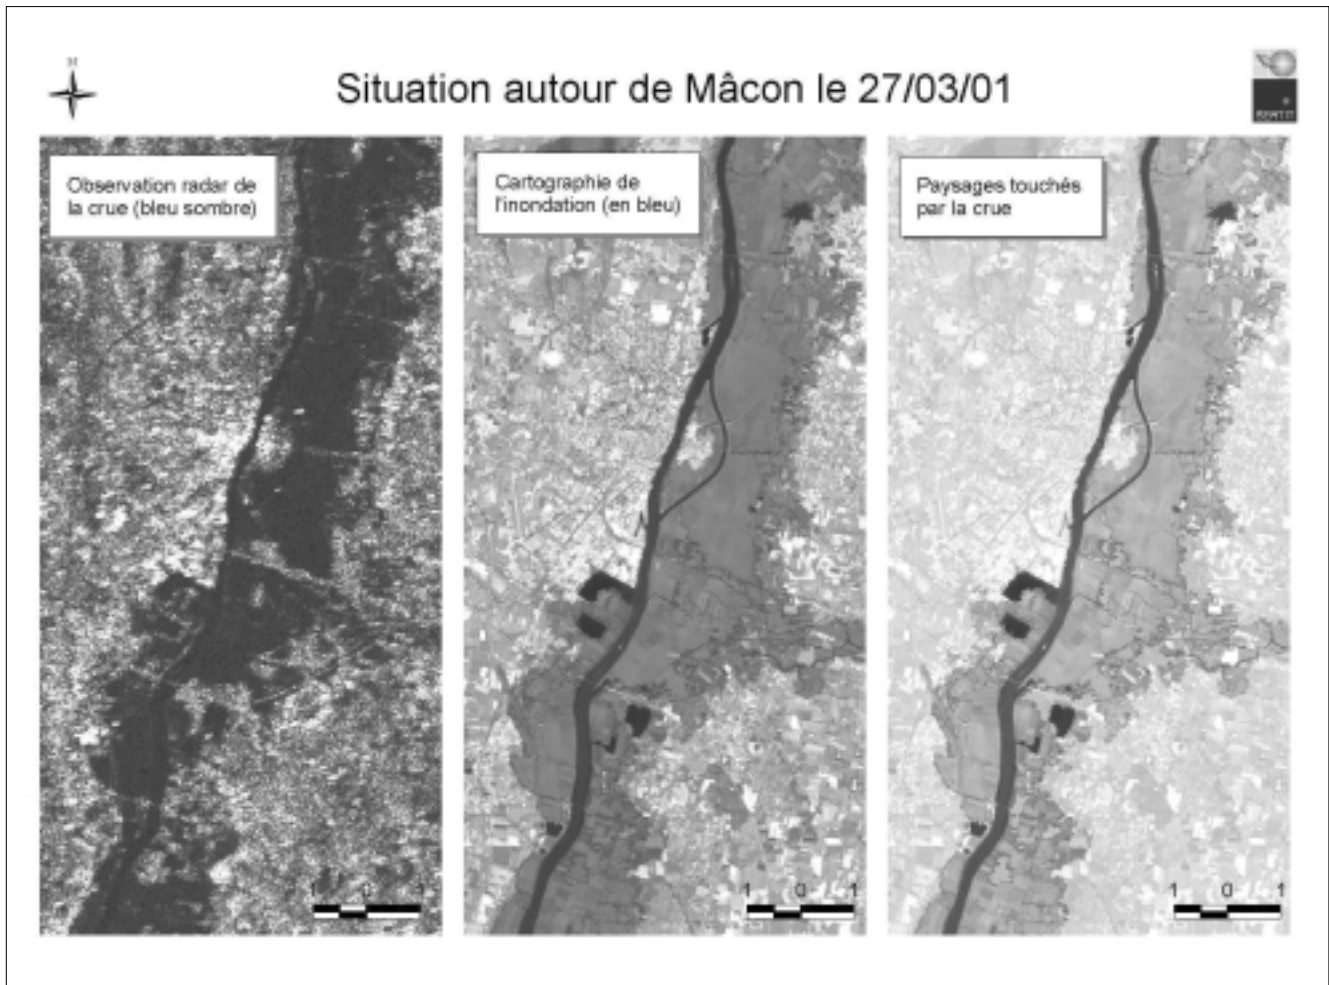 N
Situation autour de Mâcon le 27/03/01
SERTIT
Observation radar de
la crue (bleu sombre)
Cartographie de
l'inondation (en bleu)
Paysages touchés
par la crue
1 0 1
1 0 1
1 0 1